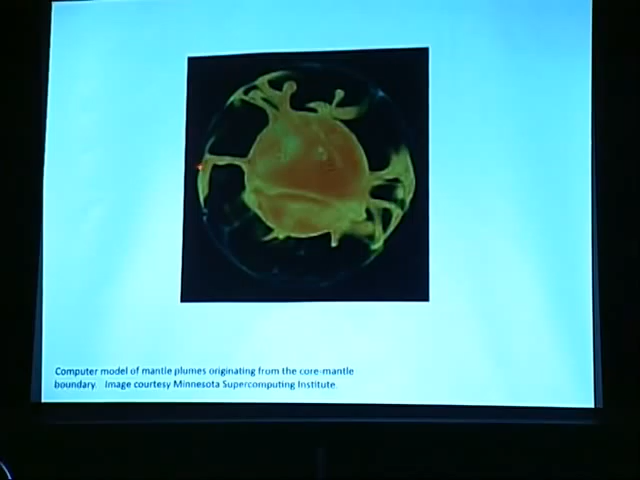 Computer model of mantle plumes originating from the core-mantle
boundary. Image courtesy Minnesota Supercomputing Institute.